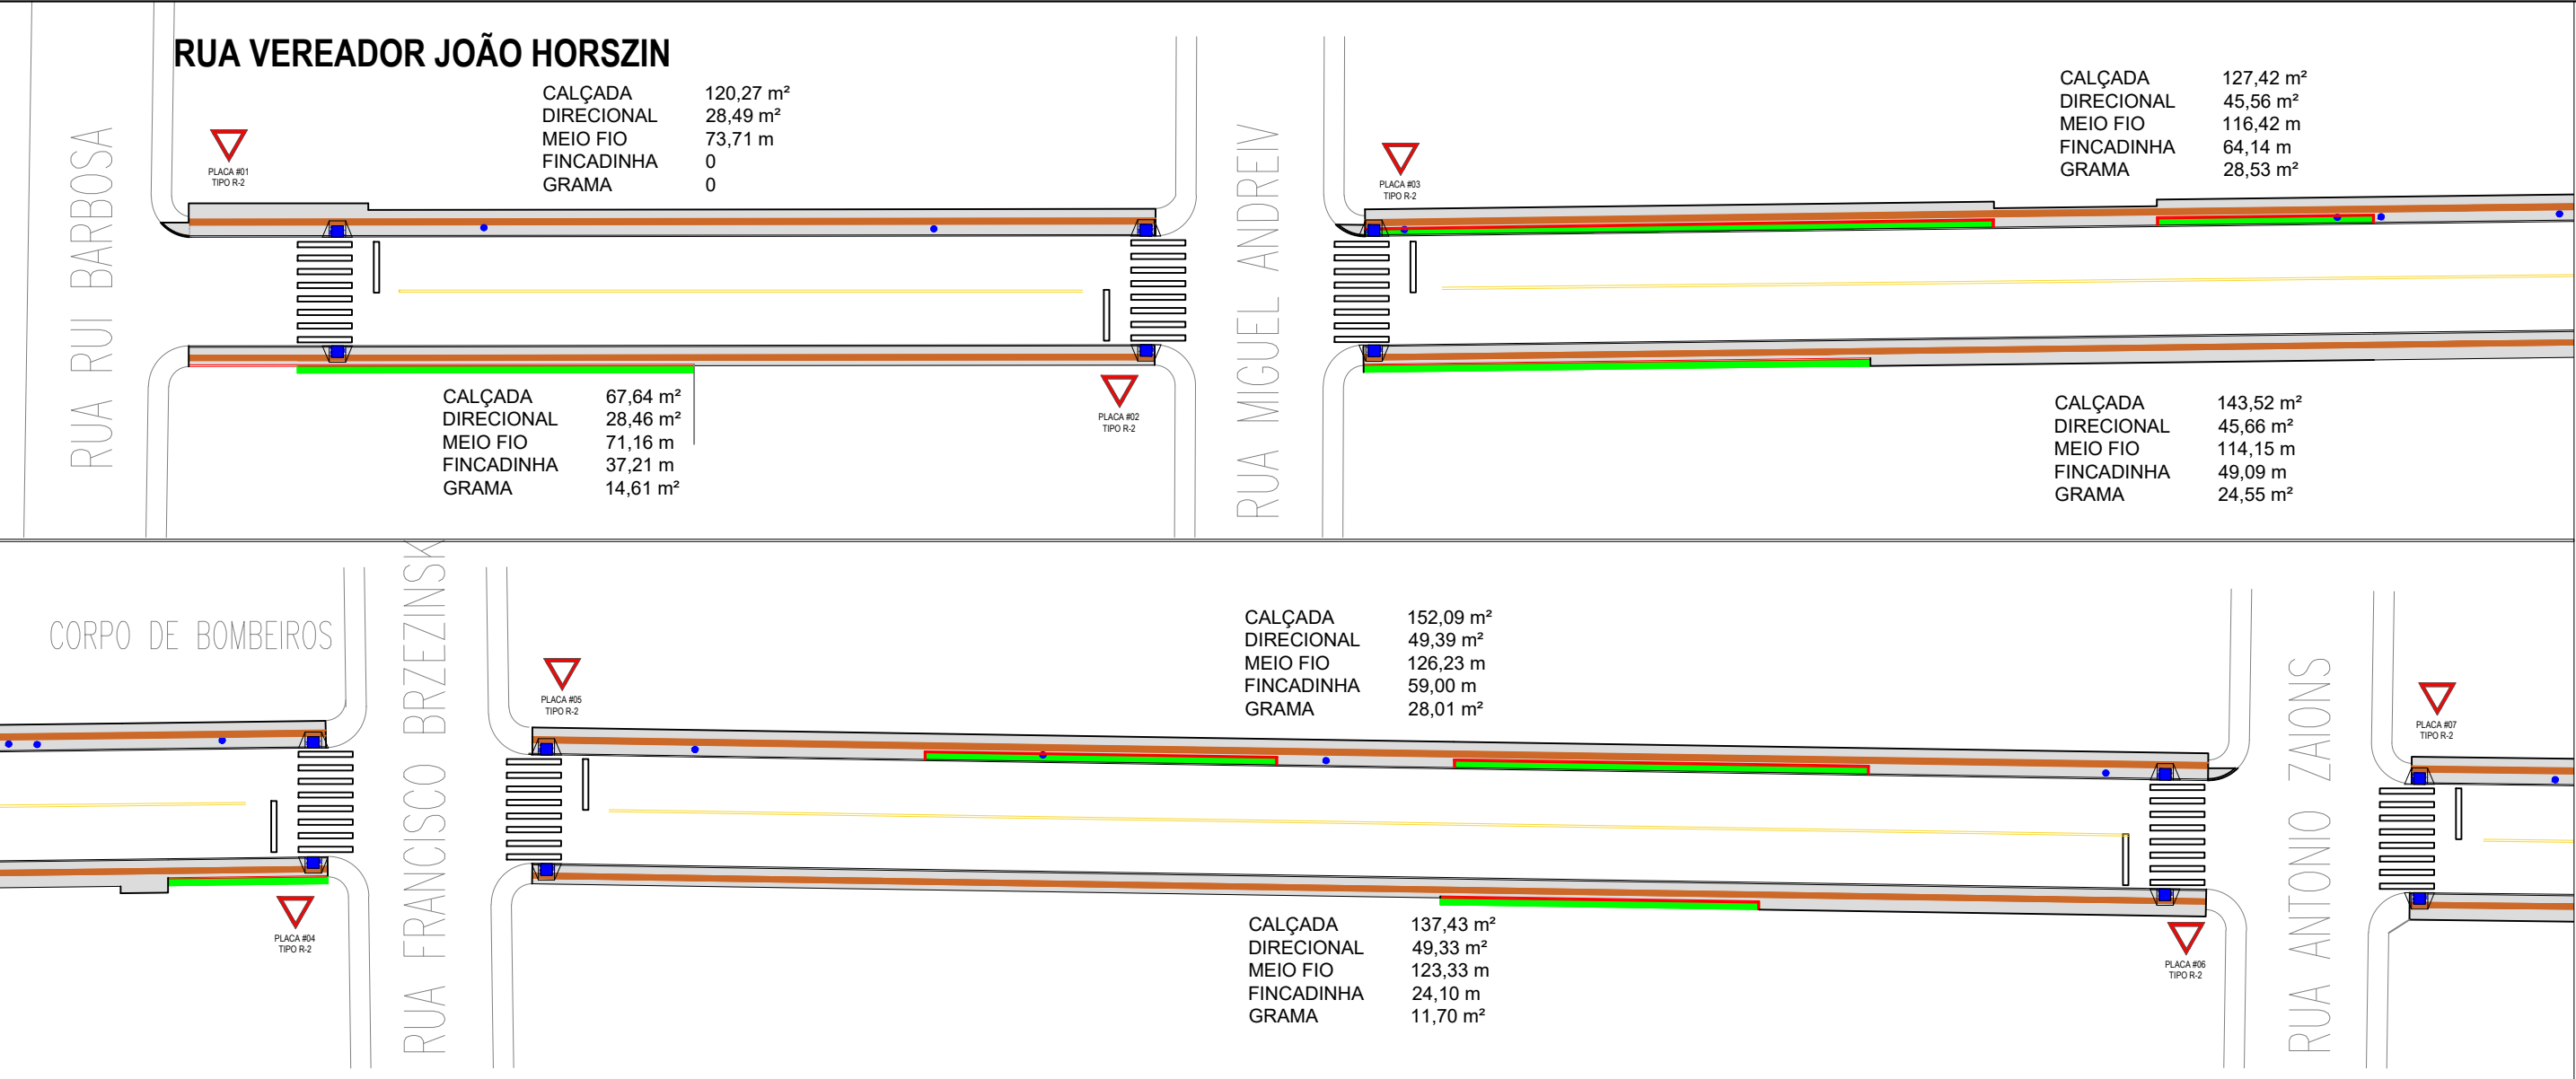 RUA VEREADOR JOÃO HORSZIN
CALÇADA 120,27 m²
DIRECIONAL 28,49 m²
MEIO FIO 73,71 m
FINCADINHA 0
GRAMA 0
CALÇADA 127,42 m²
DIRECIONAL 45,56 m²
MEIO FIO 116,42 m
FINCADINHA 64,14 m
GRAMA 28,53 m²
PLACA #01
TIPO R-2
PLACA #03
TIPO R-2
RUA RUI BARBOSA
RUA MIGUEL ANDREIV
CALÇADA 67,64 m²
DIRECIONAL 28,46 m²
MEIO FIO 71,16 m
FINCADINHA 37,21 m
GRAMA 14,61 m²
PLACA #02
TIPO R-2
CALÇADA 143,52 m²
DIRECIONAL 45,66 m²
MEIO FIO 114,15 m
FINCADINHA 49,09 m
GRAMA 24,55 m²
CORPO DE BOMBEIROS
RUA FRANCISCO BRZEZINSK
PLACA #05
TIPO R-2
CALÇADA 152,09 m²
DIRECIONAL 49,39 m²
MEIO FIO 126,23 m
FINCADINHA 59,00 m
GRAMA 28,01 m²
RUA ANTONIO ZAIONS
PLACA #07
TIPO R-2
PLACA #04
TIPO R-2
CALÇADA 137,43 m²
DIRECIONAL 49,33 m²
MEIO FIO 123,33 m
FINCADINHA 24,10 m
GRAMA 11,70 m²
PLACA #06
TIPO R-2